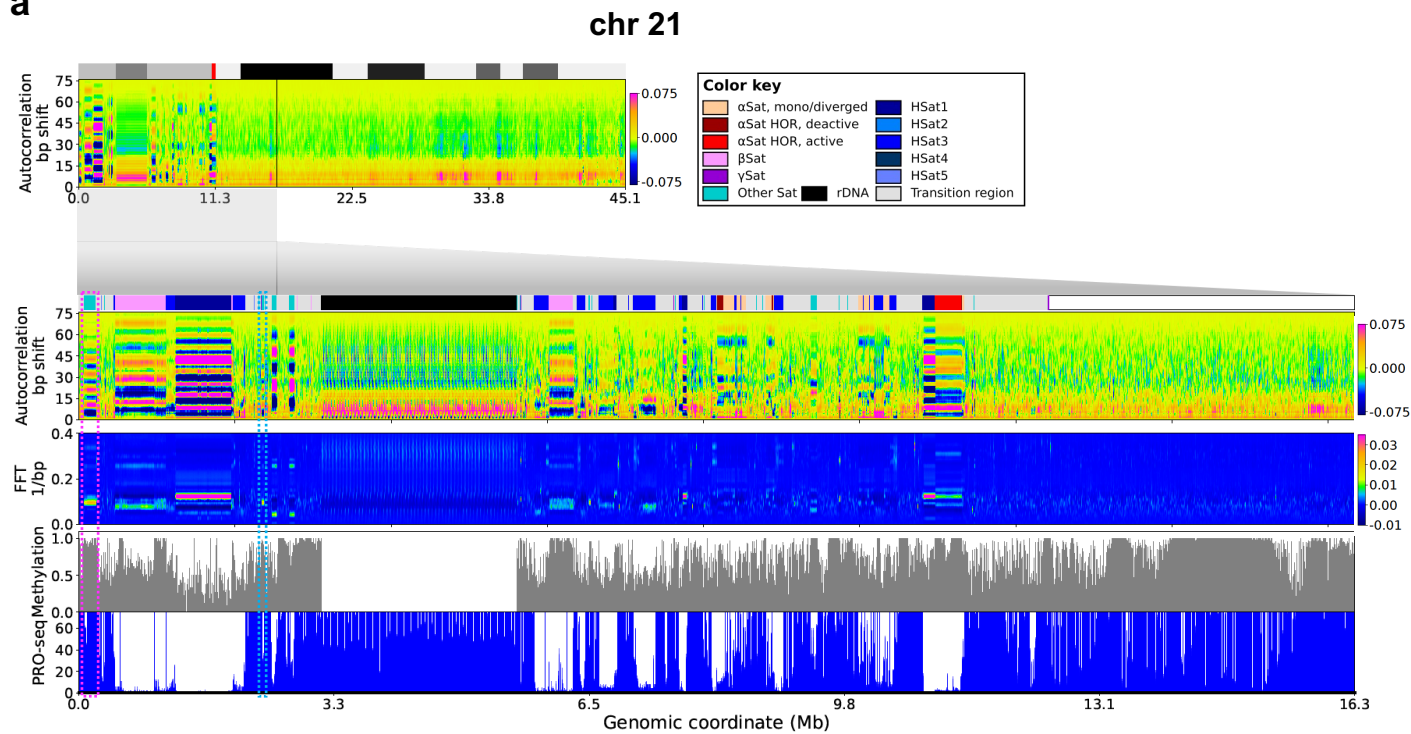 a
chr 21
Autocorrelation
bp shift
75
60
45
30
15
0
0.0 11.3 22.5 33.8 45.1
0.075
0.000
-0.075
Color key
αSat, mono/diverged HSat1
αSat HOR, deactive HSat2
αSat HOR, active HSat3
βSat HSat4
γSat HSat5
Other Sat rDNA Transition region
Autocorrelation
bp shift
75
60
45
30
15
0
0.075
0.000
-0.075
FFT
1/bp
0.4
0.2
0.0
0.03
0.02
0.01
0.00
-0.01
Methylation
1.0
0.5
0.0
PRO-seq
60
40
20
0
0.0 3.3 6.5 9.8 13.1 16.3
Genomic coordinate (Mb)